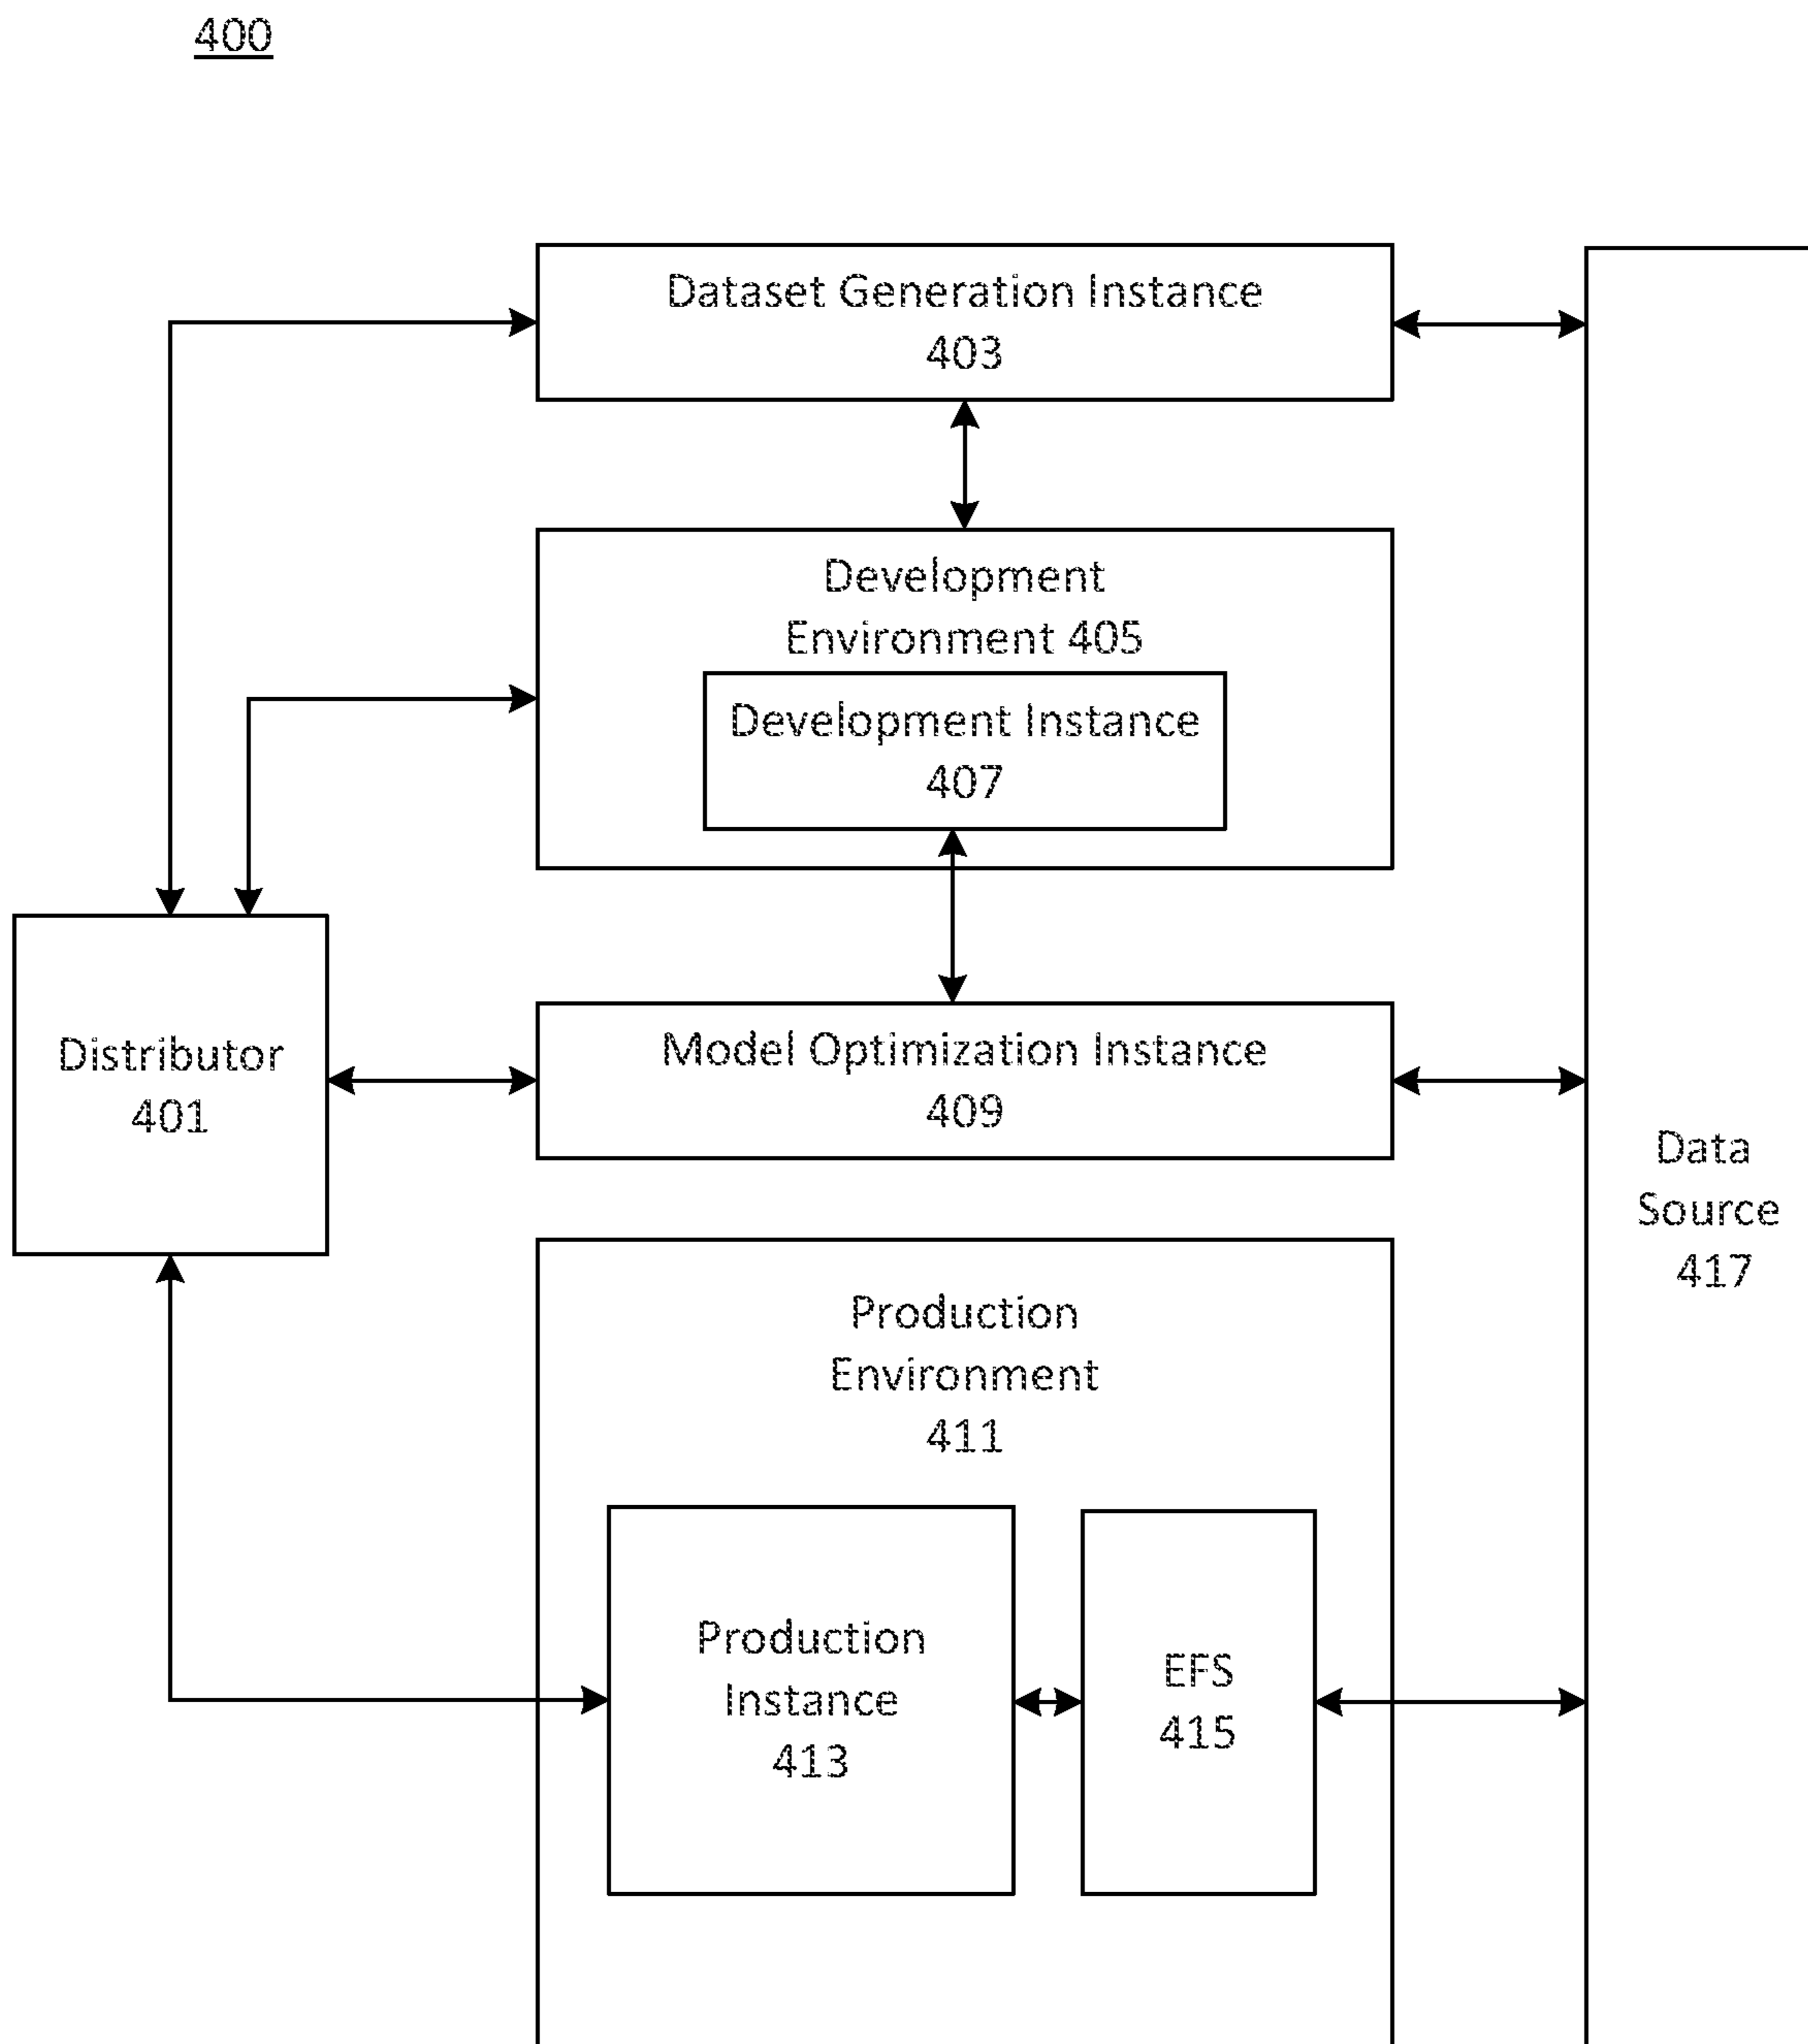 400
Dataset Generation Instance
403
Development
Environment 405
Development Instance
407
Distributor
401
Model Optimization Instance
409
Data
Source
417
Production
Environment
411
Production
Instance
413
EFS
415